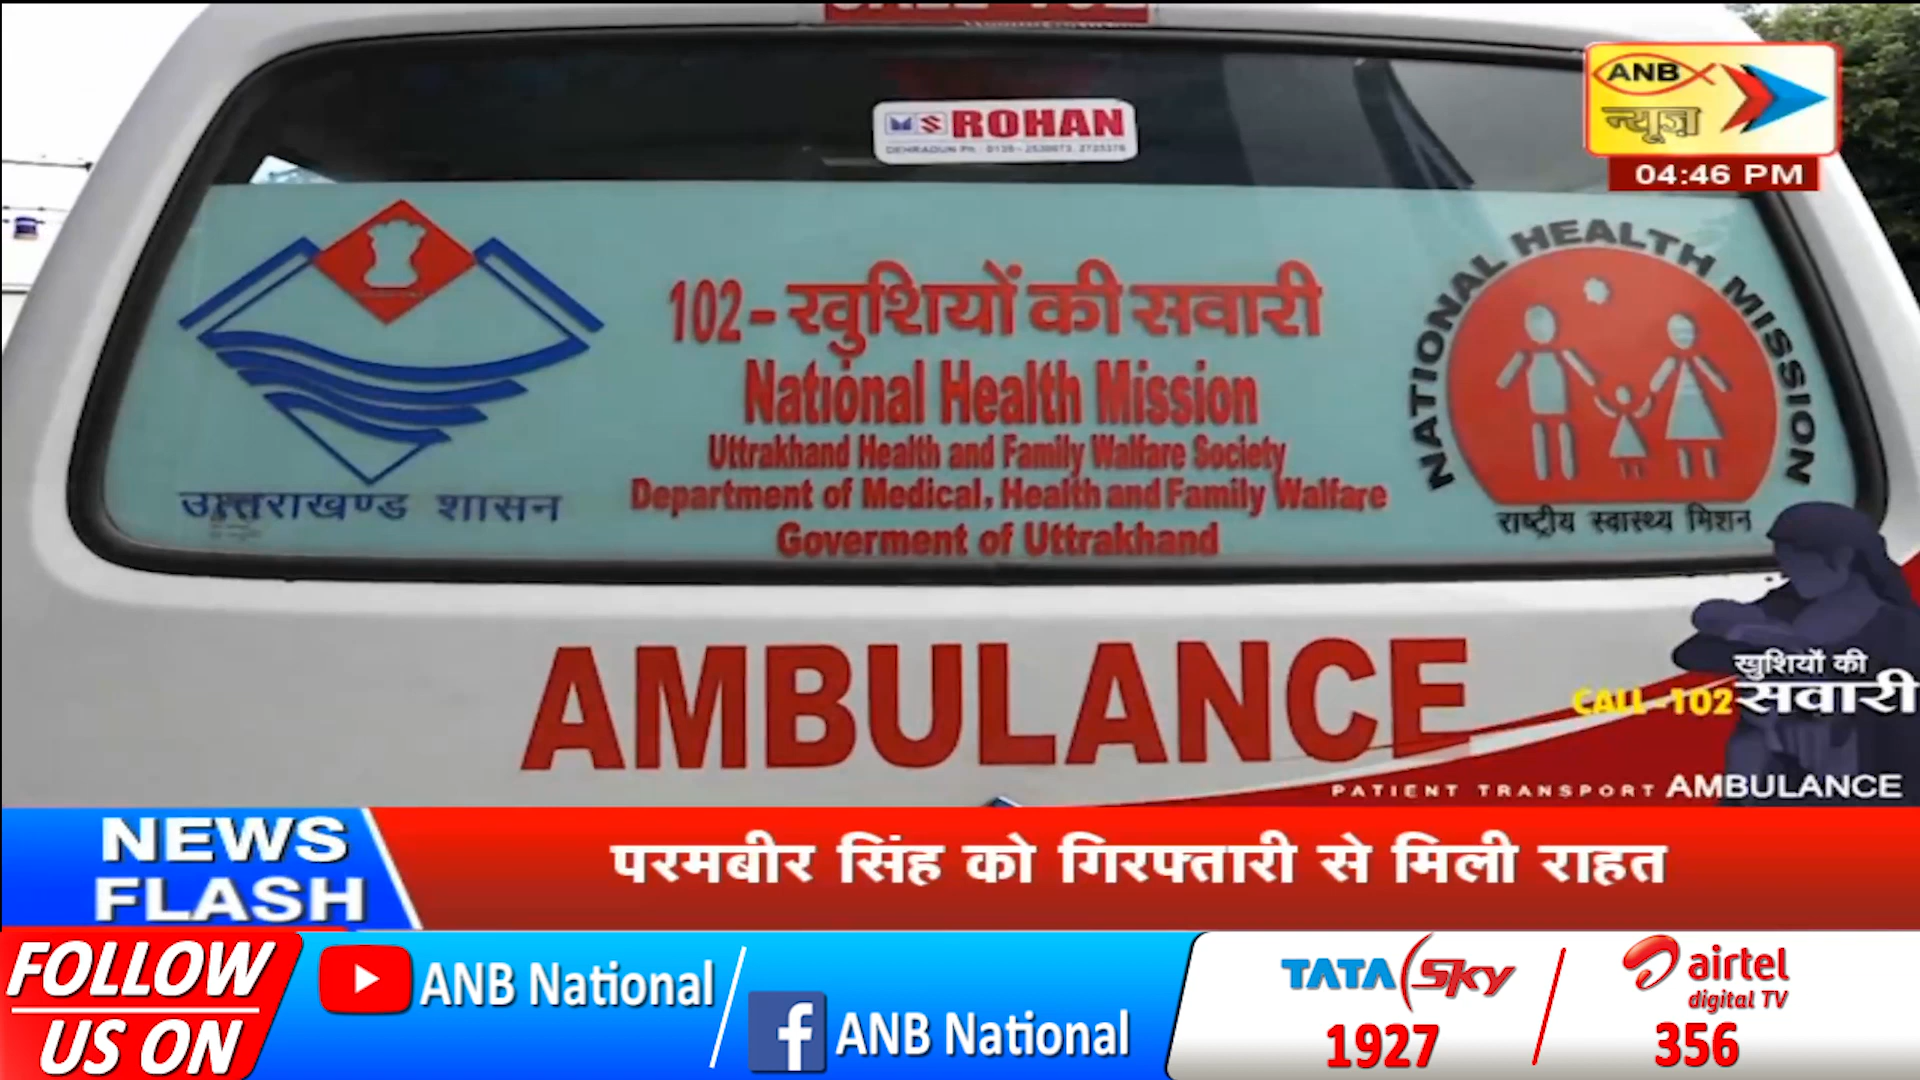 ANB
न्यूज़
04:46 PM
ROHAN
102-खुशियों की सवारी
National Health Mission
Uttrakhand Health and Family Walfare Society
Department of Medical, Health and Family Walfare
Goverment of Uttrakhand
उत्तराखण्ड शासन
NATIONAL HEALTH MISSION
राष्ट्रीय स्वास्थ्य मिशन
AMBULANCE
खुशियों की
CALL-102 सवारी
PATIENT TRANSPORT AMBULANCE
NEWS
FLASH
परमबीर सिंह को गिरफ्तारी से मिली राहत
FOLLOW
US ON
ANB National
ANB National
TATA Sky
1927
airtel
digital TV
356